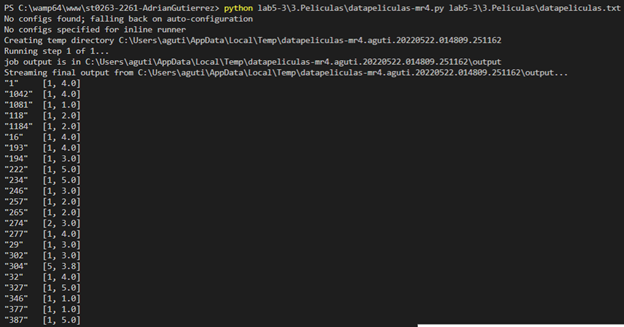 PS C:\wamp64\www\st0263-2261-AdrianGutierrez> python lab5-3\3.Peliculas\datapeliculas-mr4.py lab5-3\3.Peliculas\datapeliculas.txt
No configs found; falling back on auto-configuration
No configs specified for inline runner
Creating temp directory C:\Users\aguti\AppData\Local\Temp\datapeliculas-mr4.aguti.20220522.014809.251162
Running step 1 of 1...
job output is in C:\Users\aguti\AppData\Local\Temp\datapeliculas-mr4.aguti.20220522.014809.251162\output
Streaming final output from C:\Users\aguti\AppData\Local\Temp\datapeliculas-mr4.aguti.20220522.014809.251162\output...
"1" [1, 4.0]
"1042" [1, 4.0]
"1081" [1, 1.0]
"118" [1, 2.0]
"1184" [1, 2.0]
"16" [1, 4.0]
"193" [1, 4.0]
"194" [1, 3.0]
"222" [1, 5.0]
"234" [1, 5.0]
"246" [1, 3.0]
"257" [1, 2.0]
"265" [1, 2.0]
"274" [2, 3.0]
"277" [1, 4.0]
"29" [1, 3.0]
"302" [1, 3.0]
"304" [5, 3.8]
"32" [1, 4.0]
"327" [1, 5.0]
"346" [1, 1.0]
"377" [1, 1.0]
"387" [1, 5.0]